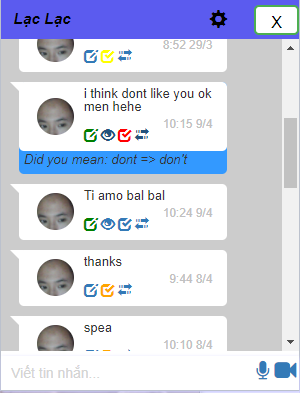 Lạc Lạc
X
8:52 29/3
i think dont like you ok
men hehe
10:15 9/4
Did you mean: dont => don't
Ti amo bal bal
10:24 9/4
thanks
9:44 8/4
spea
10:10 8/4
Viết tin nhắn...